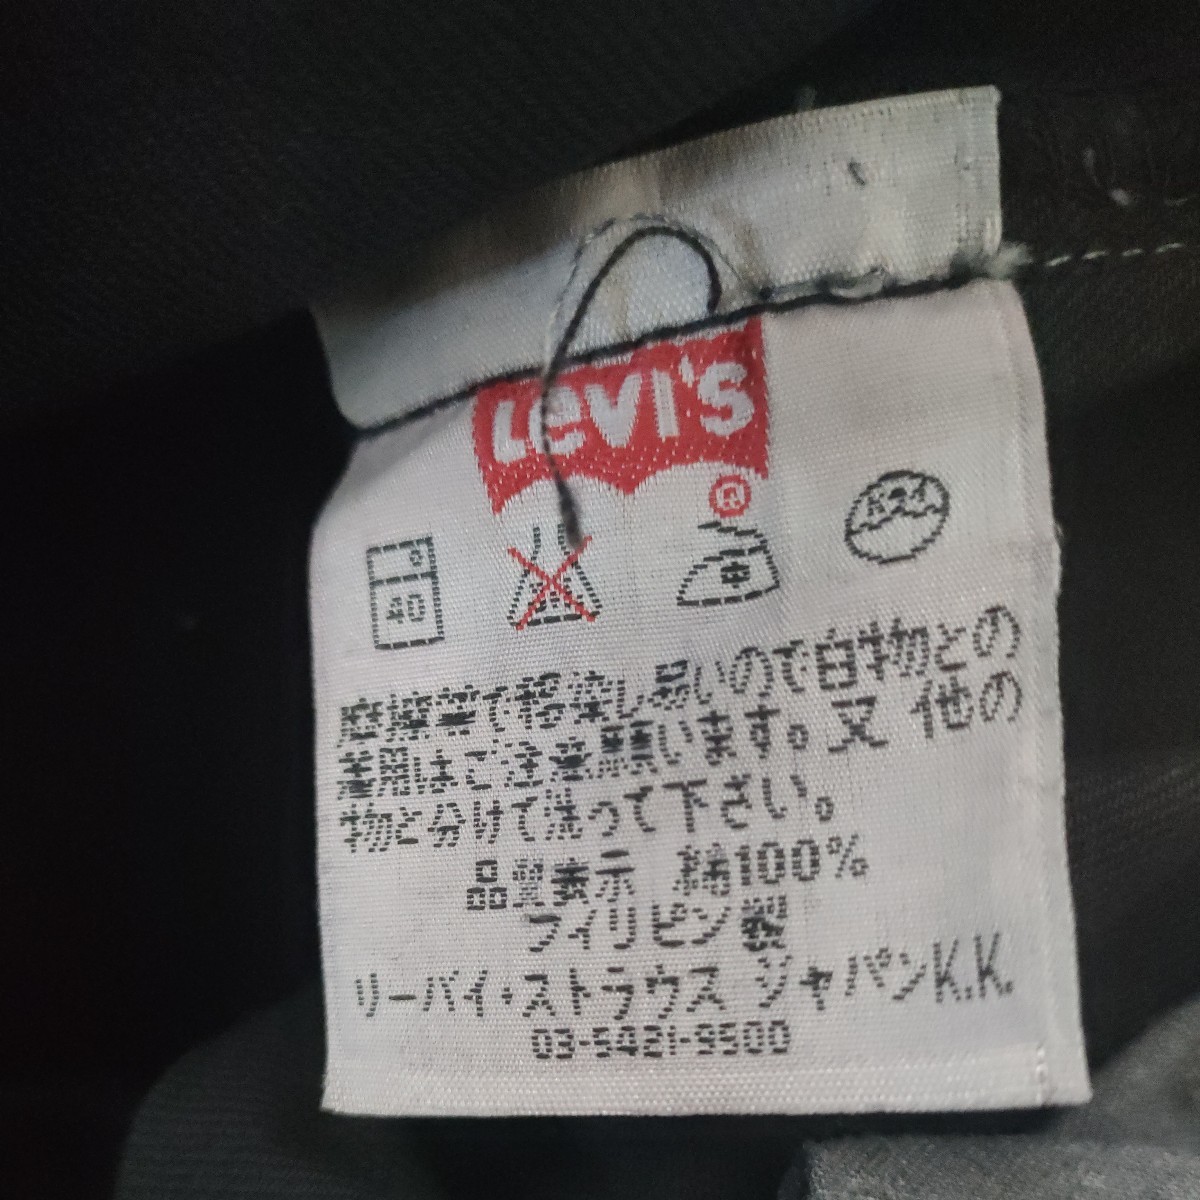 Levi's
®
K24
40 中
摩擦等で移染し易いので白物との
兼用はご注意願います。又 他の
物と分けて洗って下さい。
品質表示 綿100%
フィリピン製
リーバイ・ストラウス ジャパンK.K.
03-5421-9500